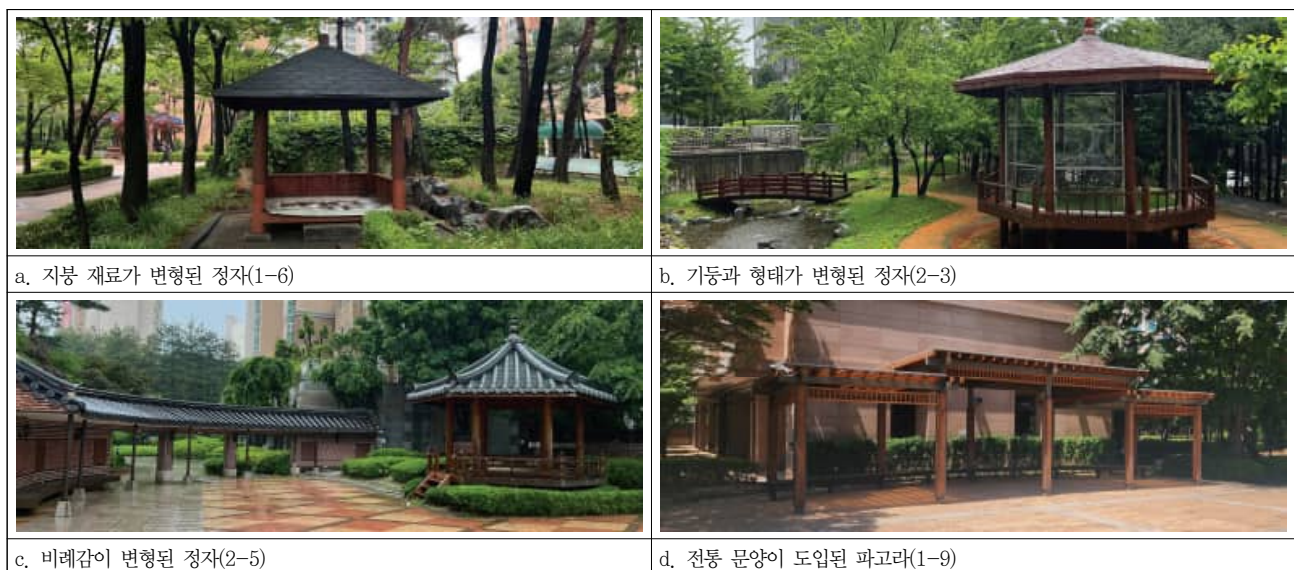 a. 지붕 재료가 변형된 정자(1-6)
b. 기둥과 형태가 변형된 정자(2-3)
c. 비례감이 변형된 정자(2-5)
d. 전통 문양이 도입된 파고라(1-9)